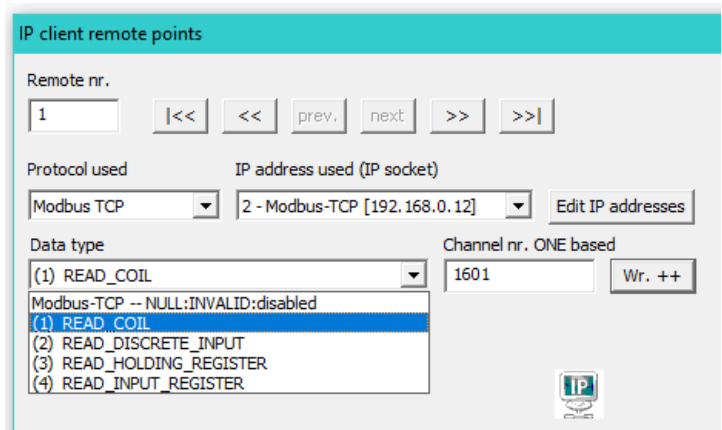 IP client remote points
Remote nr.
1 |<< << prev. next >> >>|
Protocol used IP address used (IP socket)
Modbus TCP 2 - Modbus-TCP [192.168.0.12] Edit IP addresses
Data type Channel nr. ONE based
(1) READ_COIL 1601 Wr. ++
Modbus-TCP -- NULL:INVALID:disabled
(1) READ_COIL
(2) READ_DISCRETE_INPUT
(3) READ_HOLDING_REGISTER
(4) READ_INPUT_REGISTER
IP